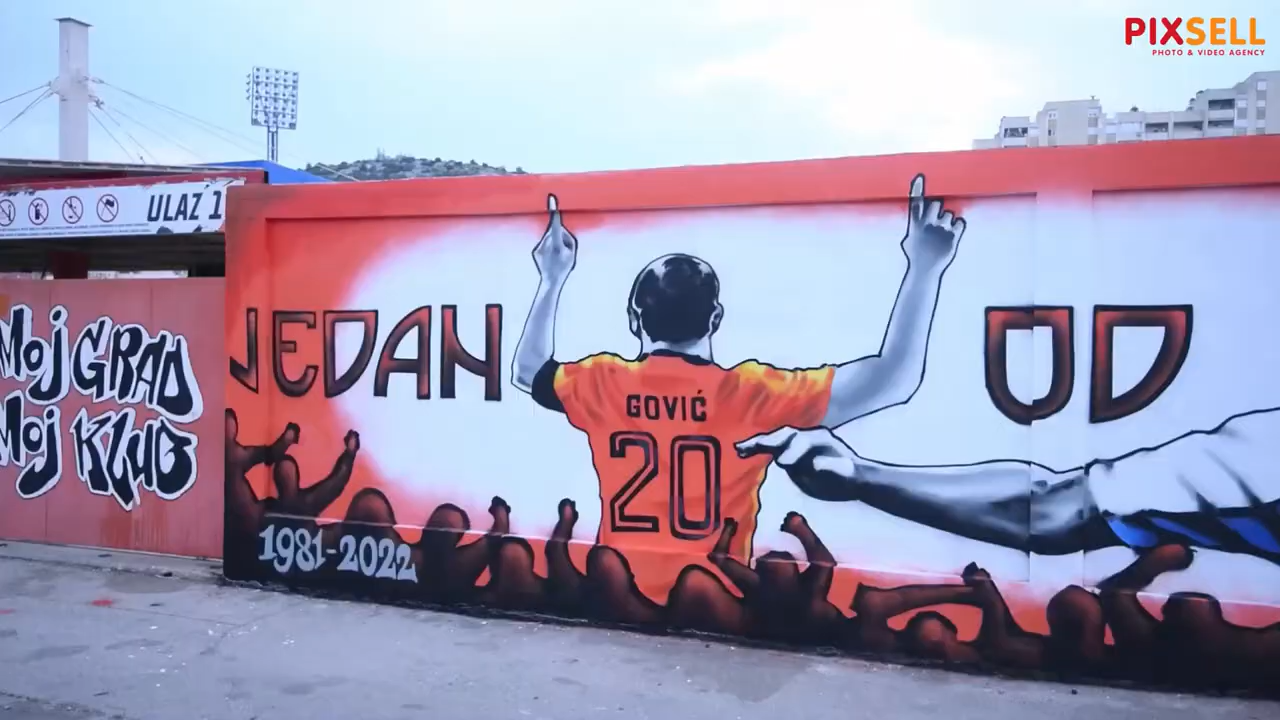 PIXSELL
PHOTO & VIDEO AGENCY
ULAZ 1
Moj GRAD
Moj KLUB
JEDAN
OD
GOVIĆ
20
1981-2022